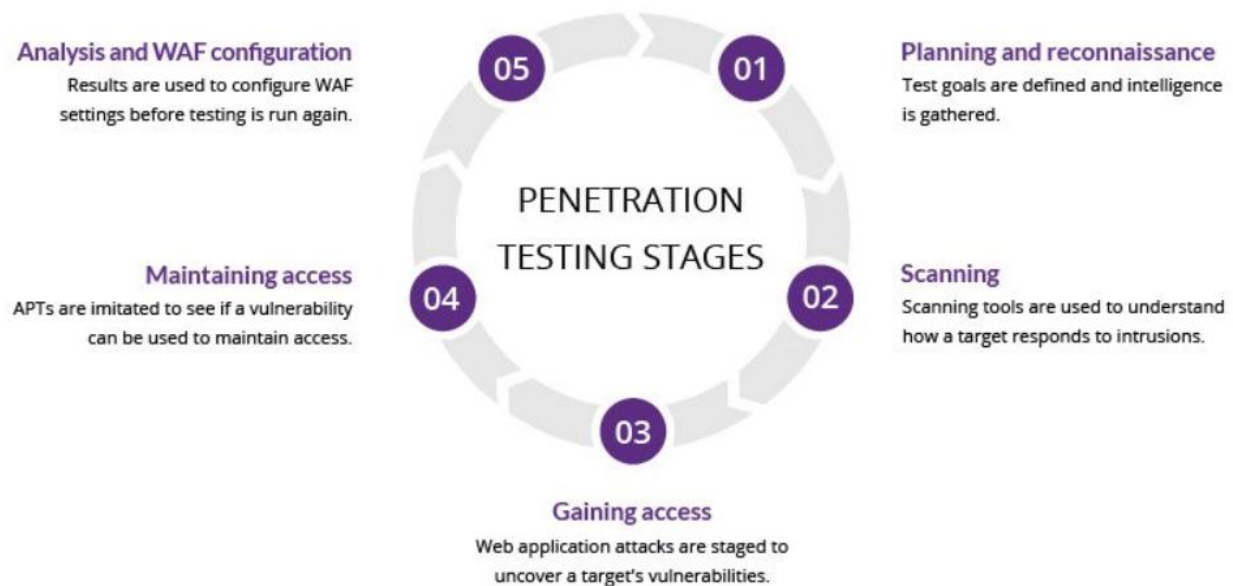 PENETRATION
TESTING STAGES
01
Planning and reconnaissance
Test goals are defined and intelligence
is gathered.
02
Scanning
Scanning tools are used to understand
how a target responds to intrusions.
03
Gaining access
Web application attacks are staged to
uncover a target's vulnerabilities.
04
Maintaining access
APTs are imitated to see if a vulnerability
can be used to maintain access.
05
Analysis and WAF configuration
Results are used to configure WAF
settings before testing is run again.